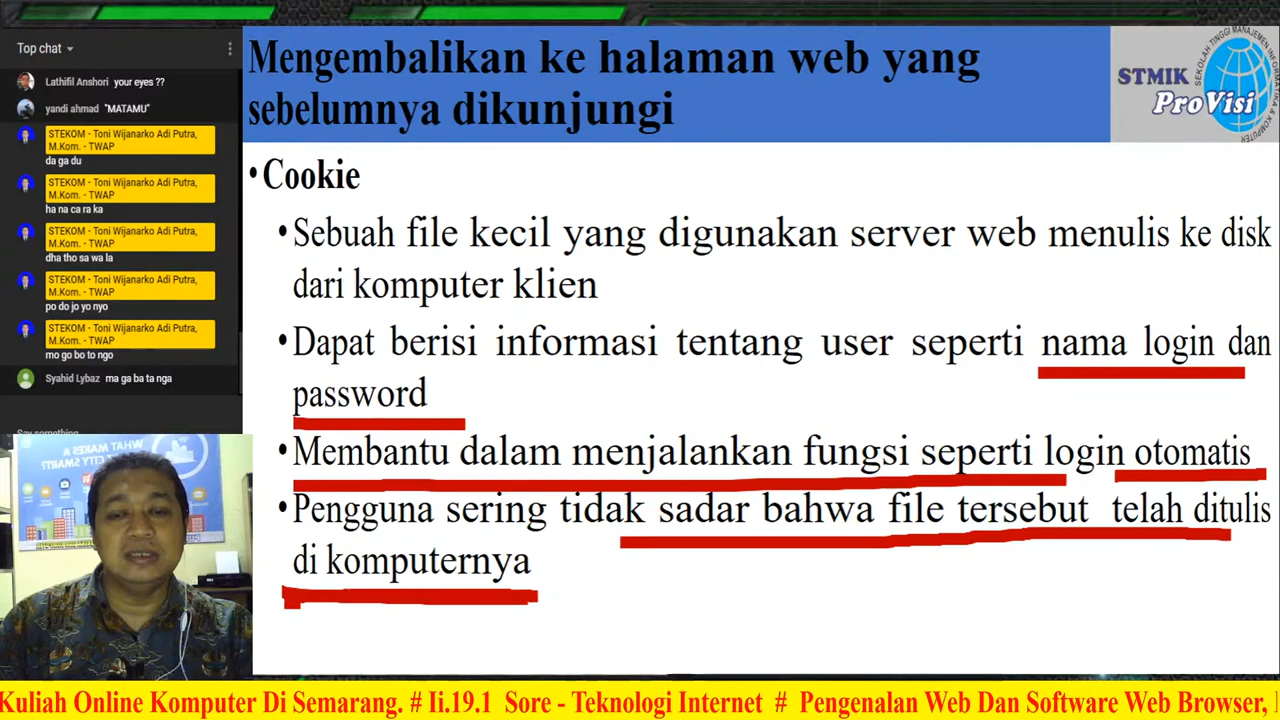 Top chat
Lathifil Anshori your eyes ??
yandi ahmad "MATAMU"
STEKOM - Toni Wijanarko Adi Putra,
M.Kom. - TWAP
da ga du
STEKOM - Toni Wijanarko Adi Putra,
M.Kom. - TWAP
ha na ca ra ka
STEKOM - Toni Wijanarko Adi Putra,
M.Kom. - TWAP
dha tho sa wa la
STEKOM - Toni Wijanarko Adi Putra,
M.Kom. - TWAP
po do jo yo nyo
STEKOM - Toni Wijanarko Adi Putra,
M.Kom. - TWAP
mo go bo to ngo
Syahid Lybaz ma ga ba ta nga
Say something
Mengembalikan ke halaman web yang
sebelumnya dikunjungi
STMIK
ProVisi
SEKOLAH TINGGI MANAJEMEN INFORMATIKA & KOMPUTER
•Cookie
•Sebuah file kecil yang digunakan server web menulis ke disk
dari komputer klien
•Dapat berisi informasi tentang user seperti nama login dan
password
•Membantu dalam menjalankan fungsi seperti login otomatis
•Pengguna sering tidak sadar bahwa file tersebut telah ditulis
di komputernya
WHAT MAKES
A CITY SMART?
Kuliah Online Komputer Di Semarang. # Ii.19.1 Sore - Teknologi Internet # Pengenalan Web Dan Software Web Browser,